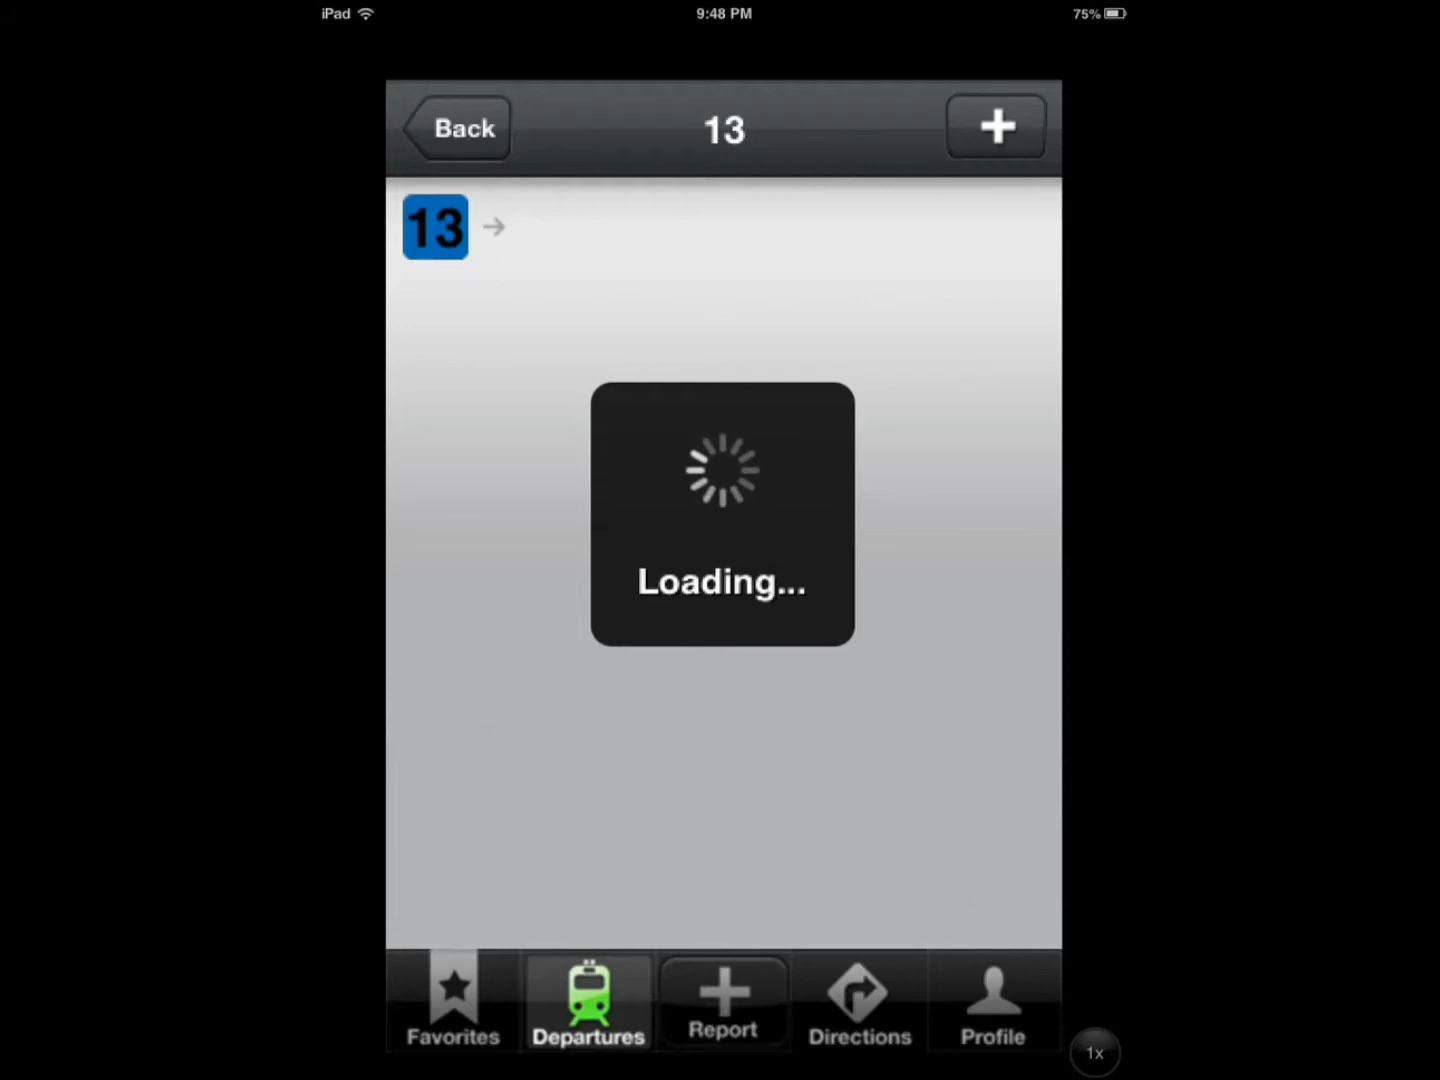 iPad 9:48 PM 75%
Back 13
13
Loading...
Favorites Departures Report Directions Profile
1x